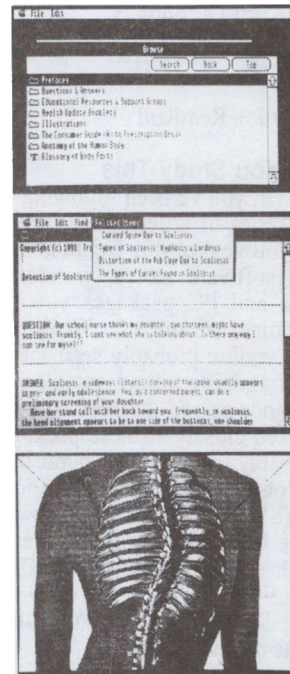 File Edit
Browse
Search Back Top
Prefaces
Questions & Answers
Educational Resources & Support Groups
Health Update Booklets
Illustrations
The Consumer Guide to Prescription Drugs
Anatomy of the Human Body
Glossary of Body Parts
File Edit Find Related Items
Curved Spine Due to Scoliosis
Types of Scoliosis: Kyphosis & Lordosis
Distortion of the Rib Cage Due to Scoliosis
The Types of Curves Found in Scoliosis
Copyright (c) 1991,
Detection of Scoliosis
QUESTION: Our school nurse thinks my daughter, age thirteen, might have
scoliosis. Frankly, I cant see what she is talking about. Is there any way I
can see for myself?
ANSWER: Scoliosis, a sideways (lateral) curving of the spine, usually appears
in pre- and early adolescence. You, as a concerned parent, can do a
preliminary screening of your daughter.
Have her stand tall with her back toward you. Frequently, in scoliosis,
the head alignment appears to be to one side of the buttocks, one shoulder